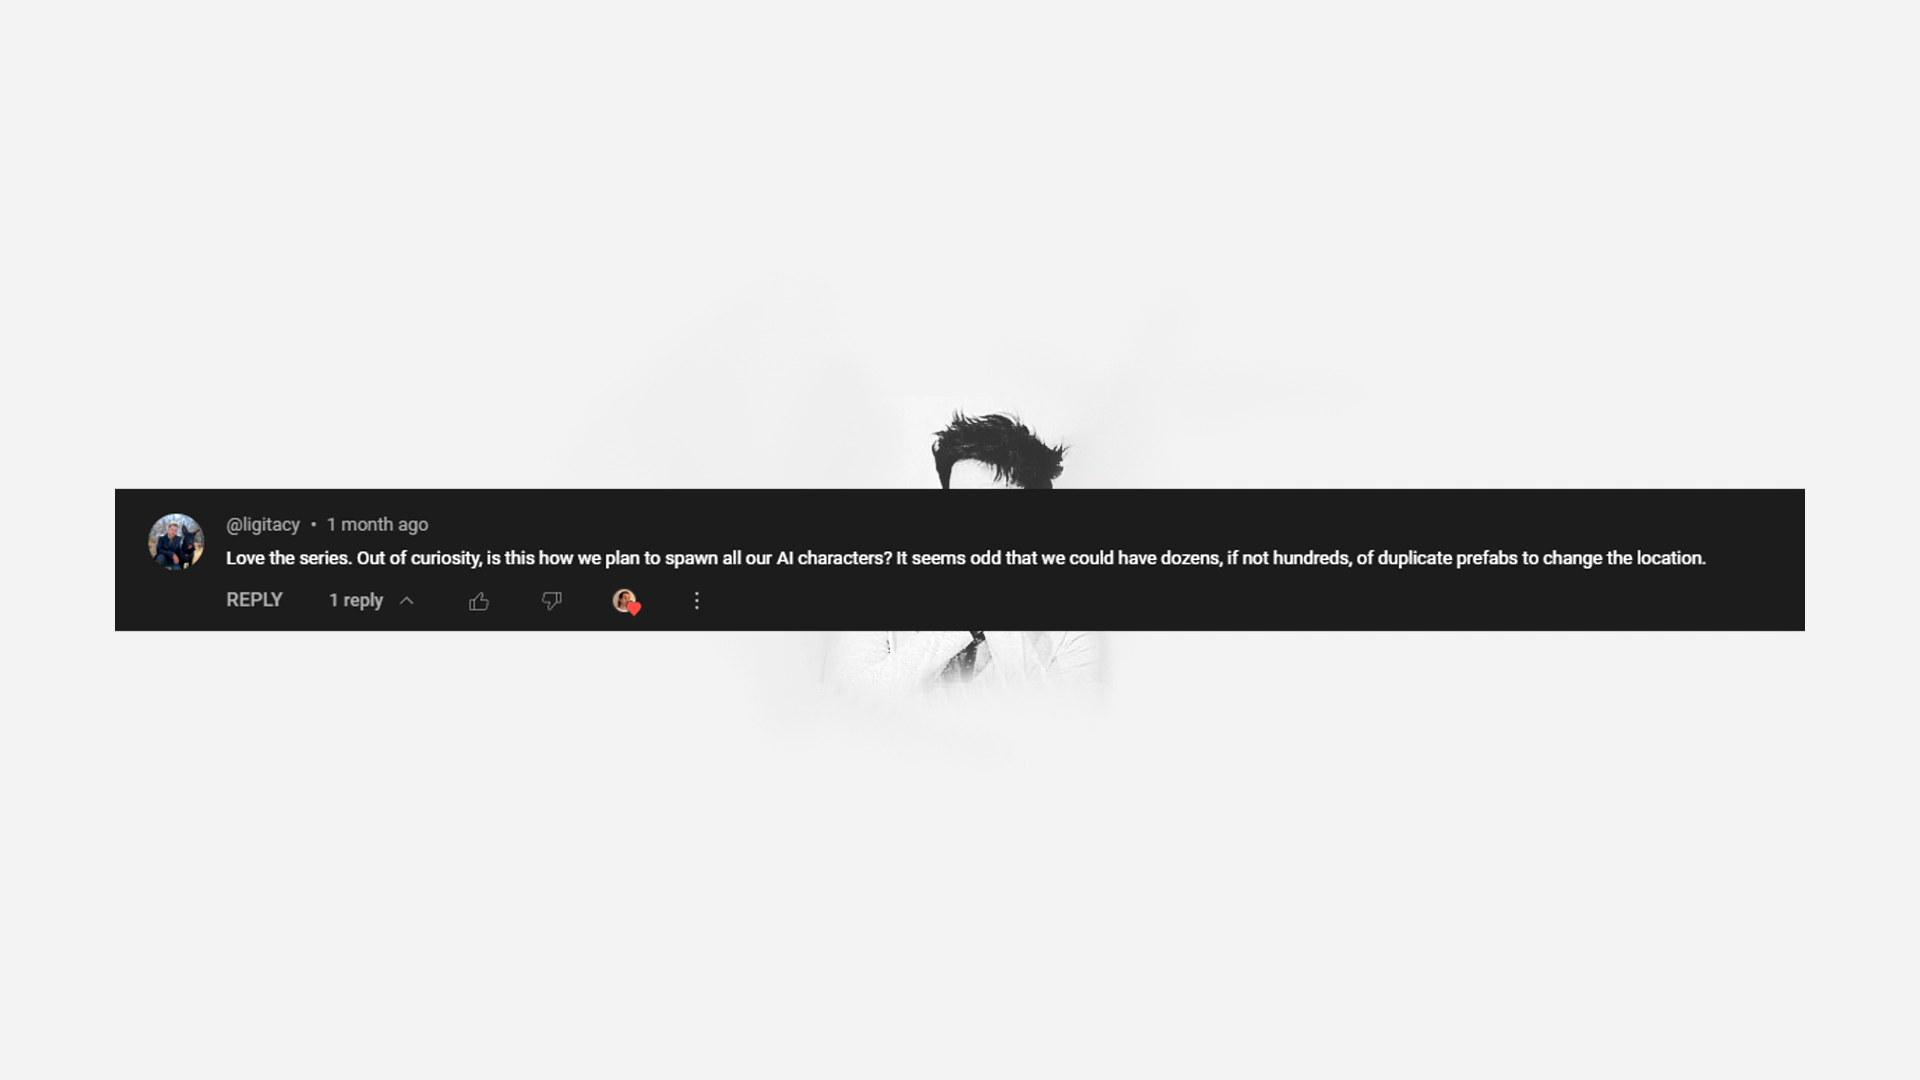 @ligitacy • 1 month ago
Love the series. Out of curiosity, is this how we plan to spawn all our AI characters? It seems odd that we could have dozens, if not hundreds, of duplicate prefabs to change the location.
REPLY 1 reply